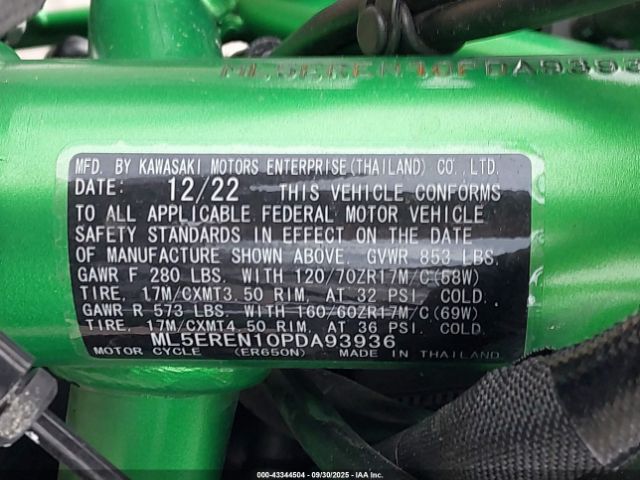 ML5EREN10PDA9393
MFD. BY KAWASAKI MOTORS ENTERPRISE(THAILAND) CO.,LTD.
DATE: 12/22 THIS VEHICLE CONFORMS
TO ALL APPLICABLE FEDERAL MOTOR VEHICLE
SAFETY STANDARDS IN EFFECT ON THE DATE
OF MANUFACTURE SHOWN ABOVE. GVWR 853 LBS.
GAWR F 280 LBS. WITH 120/70ZR17M/C(58W)
TIRE, 17M/CXMT3.50 RIM, AT 32 PSI. COLD.
GAWR R 573 LBS. WITH 160/60ZR17M/C(69W)
TIRE, 17M/CXMT4.50 RIM, AT 36 PSI. COLD.
ML5EREN10PDA93936
MOTOR CYCLE (ER650N) MADE IN THAILAND
000-43344504 - 09/30/2025 - IAAI.COM